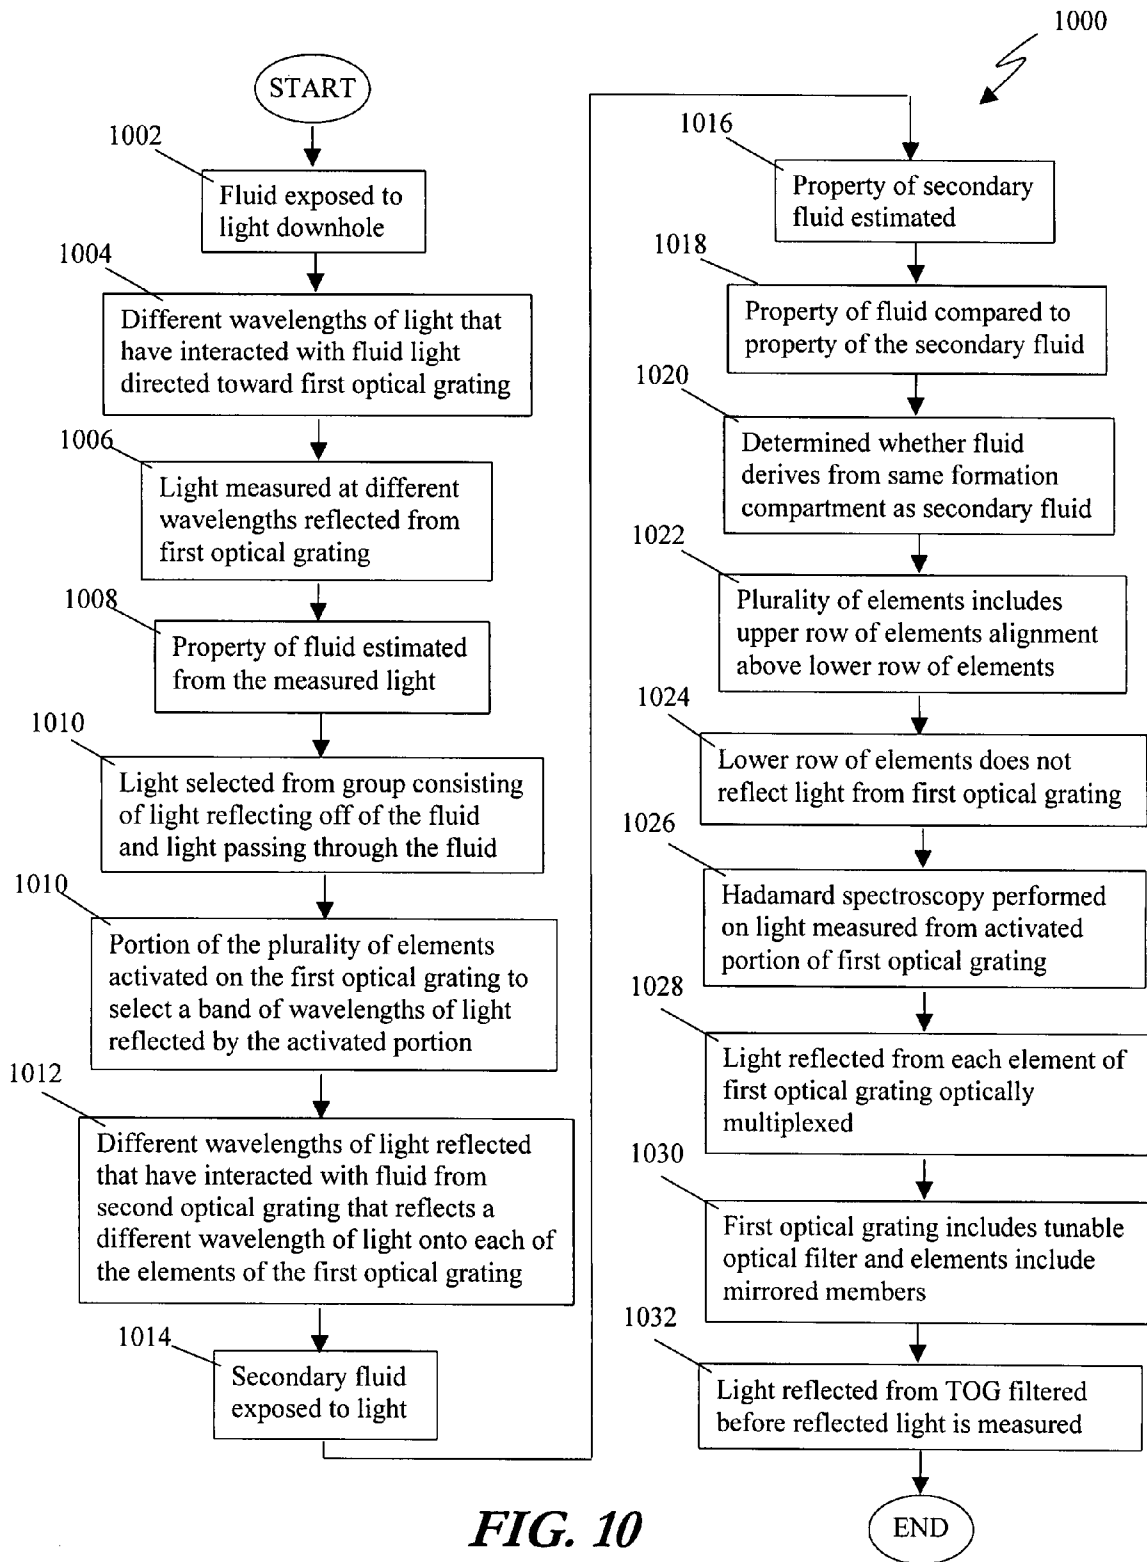 1000
START
1002
Fluid exposed to
light downhole
1004
Different wavelengths of light that
have interacted with fluid light
directed toward first optical grating
1006
Light measured at different
wavelengths reflected from
first optical grating
1008
Property of fluid estimated
from the measured light
1010
Light selected from group consisting
of light reflecting off of the fluid
and light passing through the fluid
1010
Portion of the plurality of elements
activated on the first optical grating to
select a band of wavelengths of light
reflected by the activated portion
1012
Different wavelengths of light reflected
that have interacted with fluid from
second optical grating that reflects a
different wavelength of light onto each of
the elements of the first optical grating
1014
Secondary fluid
exposed to light
1016
Property of secondary
fluid estimated
1018
Property of fluid compared to
property of the secondary fluid
1020
Determined whether fluid
derives from same formation
compartment as secondary fluid
1022
Plurality of elements includes
upper row of elements alignment
above lower row of elements
1024
Lower row of elements does not
reflect light from first optical grating
1026
Hadamard spectroscopy performed
on light measured from activated
portion of first optical grating
1028
Light reflected from each element of
first optical grating optically
multiplexed
1030
First optical grating includes tunable
optical filter and elements include
mirrored members
1032
Light reflected from TOG filtered
before reflected light is measured
END
FIG. 10